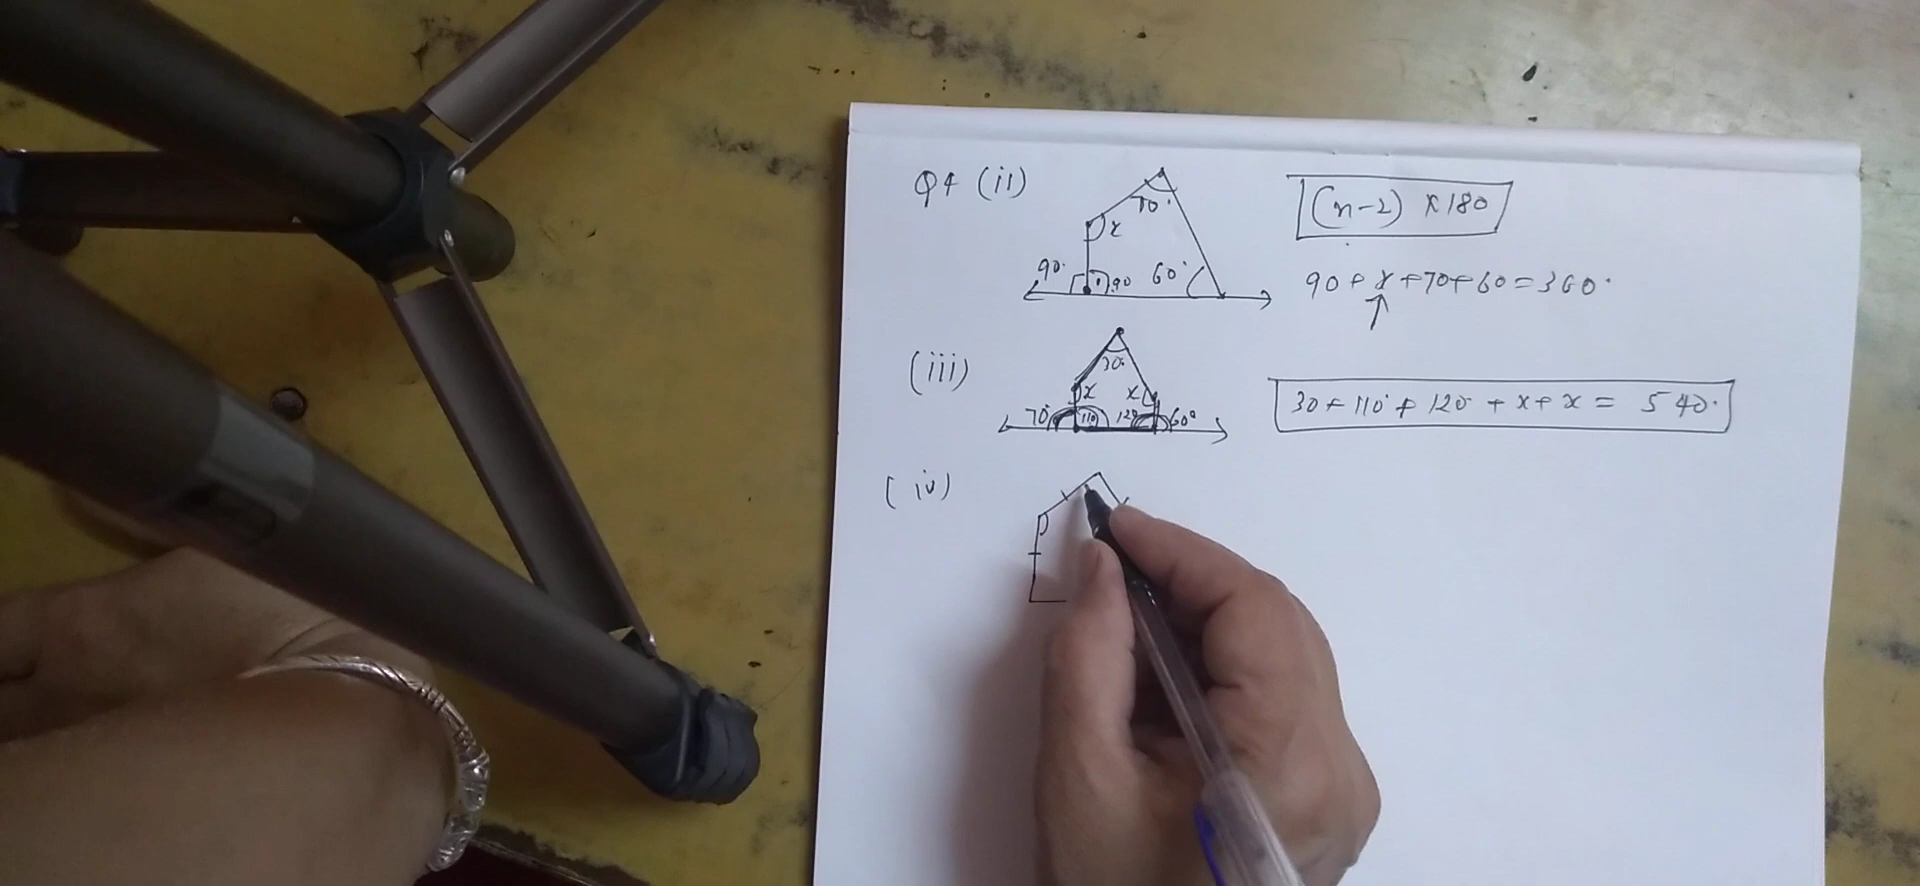 Q4 (ii)
70°
x
90°
90
60°
(n-2) x180
90 + x +70+60=360°
(iii)
30°
x
x
70°
110
120
60°
30 + 110° + 120° + x + x = 540°
(iv)